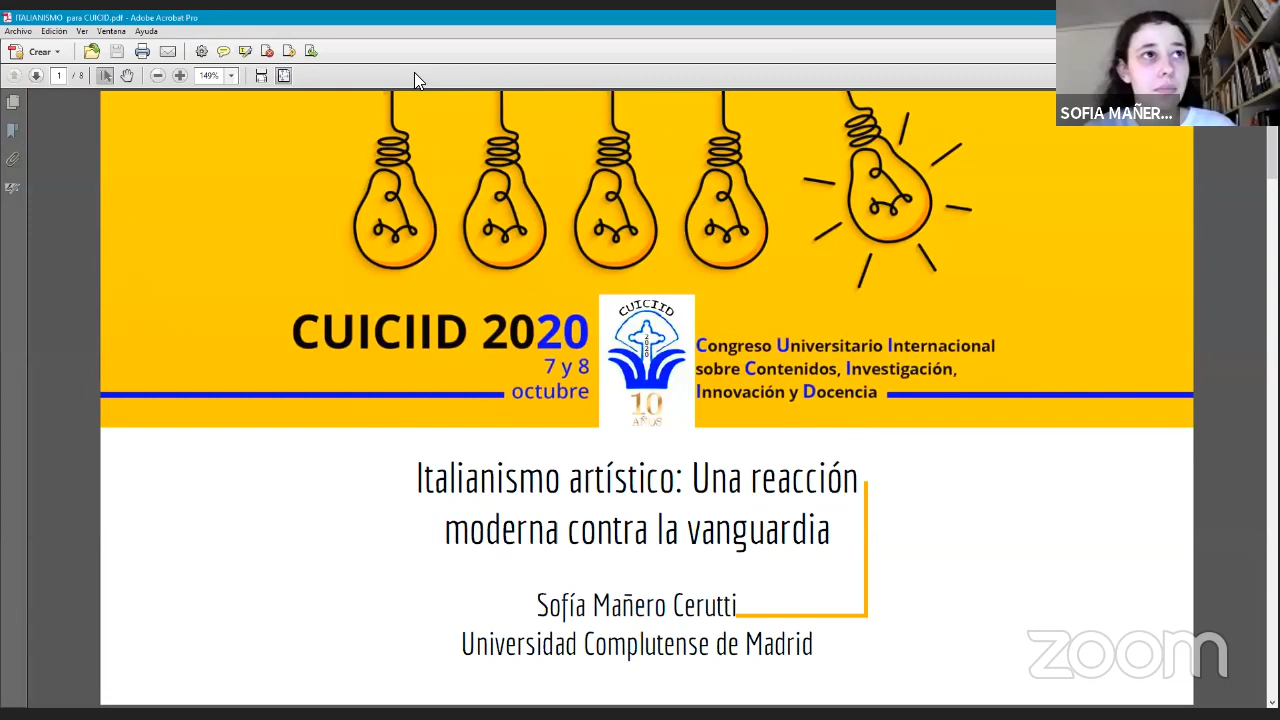 ITALIANISMO para CUICID.pdf - Adobe Acrobat Pro
Archivo Edición Ver Ventana Ayuda
Crear
1 / 8 149%
SOFIA MAÑER...
CUICIID 2020
7 y 8
octubre
CUICIID
2020
10
AÑOS
Congreso Universitario Internacional
sobre Contenidos, Investigación,
Innovación y Docencia
Italianismo artístico: Una reacción
moderna contra la vanguardia
Sofía Mañero Cerutti
Universidad Complutense de Madrid
zoom